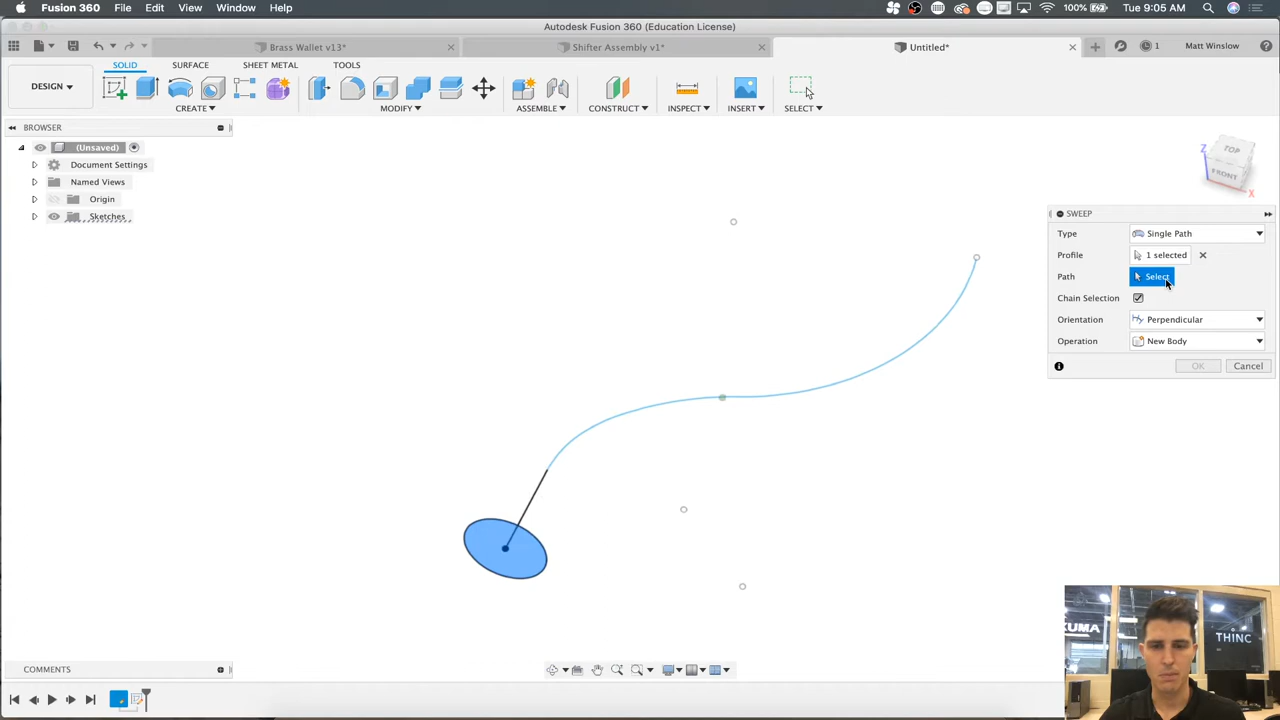 Fusion 360 File Edit View Window Help 100% Tue 9:05 AM
Autodesk Fusion 360 (Education License)
Brass Wallet v13* Shifter Assembly v1* Untitled* 1 Matt Winslow
SOLID SURFACE SHEET METAL TOOLS
DESIGN
CREATE MODIFY ASSEMBLE CONSTRUCT INSPECT INSERT SELECT
BROWSER
(Unsaved)
Document Settings
Named Views
Origin
Sketches
TOP
FRONT
Z
X
SWEEP
Type Single Path
Profile 1 selected
Path Select
Chain Selection
Orientation Perpendicular
Operation New Body
OK Cancel
KUMA
THINC
COMMENTS